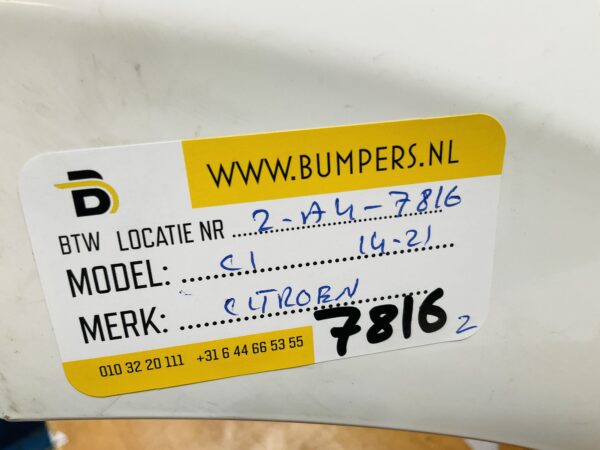 WWW.BUMPERS.NL
B
BTW LOCATIE NR 2-A4-7816
MODEL: C1 14-21
MERK: CITROEN
7816 2
010 32 20 111 +31 6 44 66 53 55